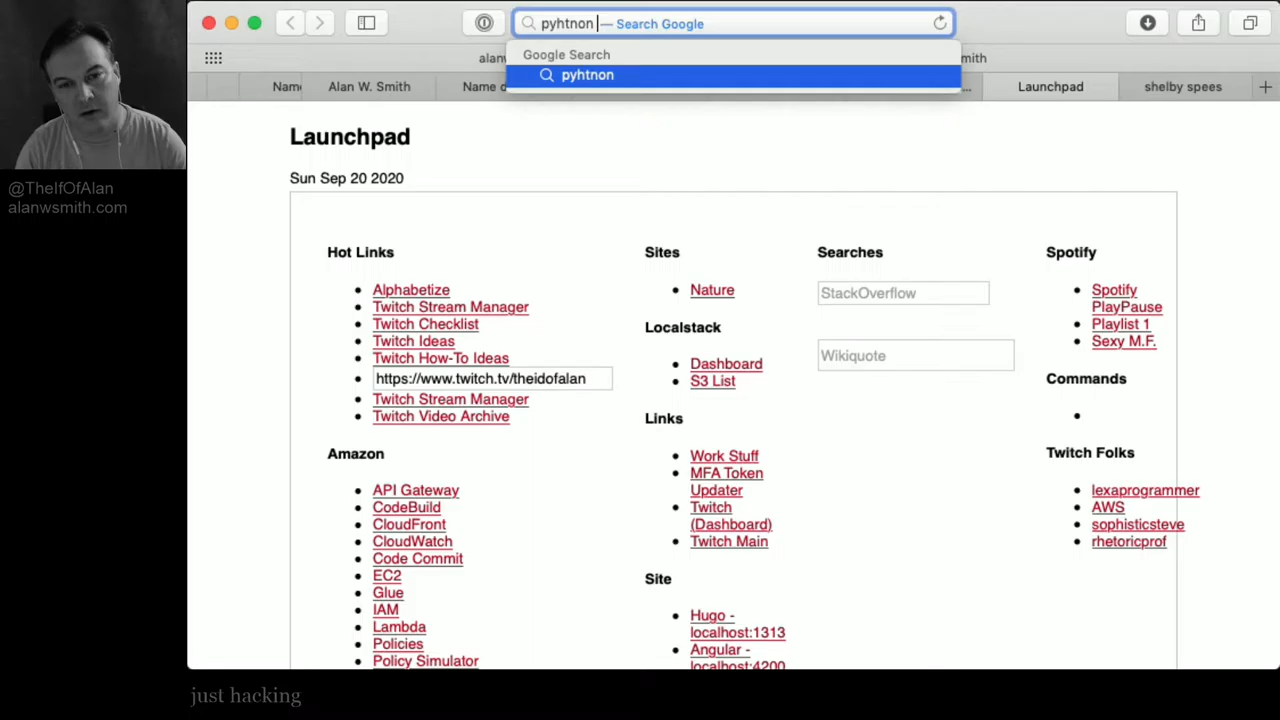 pyhtnon — Search Google
Google Search
pyhtnon
alan
mith
Name
Alan W. Smith
Name
...
Launchpad
shelby spees
@TheIfOfAlan
alanwsmith.com
Launchpad
Sun Sep 20 2020
Hot Links
Alphabetize
Twitch Stream Manager
Twitch Checklist
Twitch Ideas
Twitch How-To Ideas
https://www.twitch.tv/theidofalan
Twitch Stream Manager
Twitch Video Archive
Amazon
API Gateway
CodeBuild
CloudFront
CloudWatch
Code Commit
EC2
Glue
IAM
Lambda
Policies
Policy Simulator
Sites
Nature
Localstack
Dashboard
S3 List
Links
Work Stuff
MFA Token
Updater
Twitch
(Dashboard)
Twitch Main
Site
Hugo -
localhost:1313
Angular -
localhost:4200
Searches
StackOverflow
Wikiquote
Spotify
Spotify
PlayPause
Playlist 1
Sexy M.F.
Commands
Twitch Folks
lexaprogrammer
AWS
sophisticsteve
rhetoricprof
just hacking